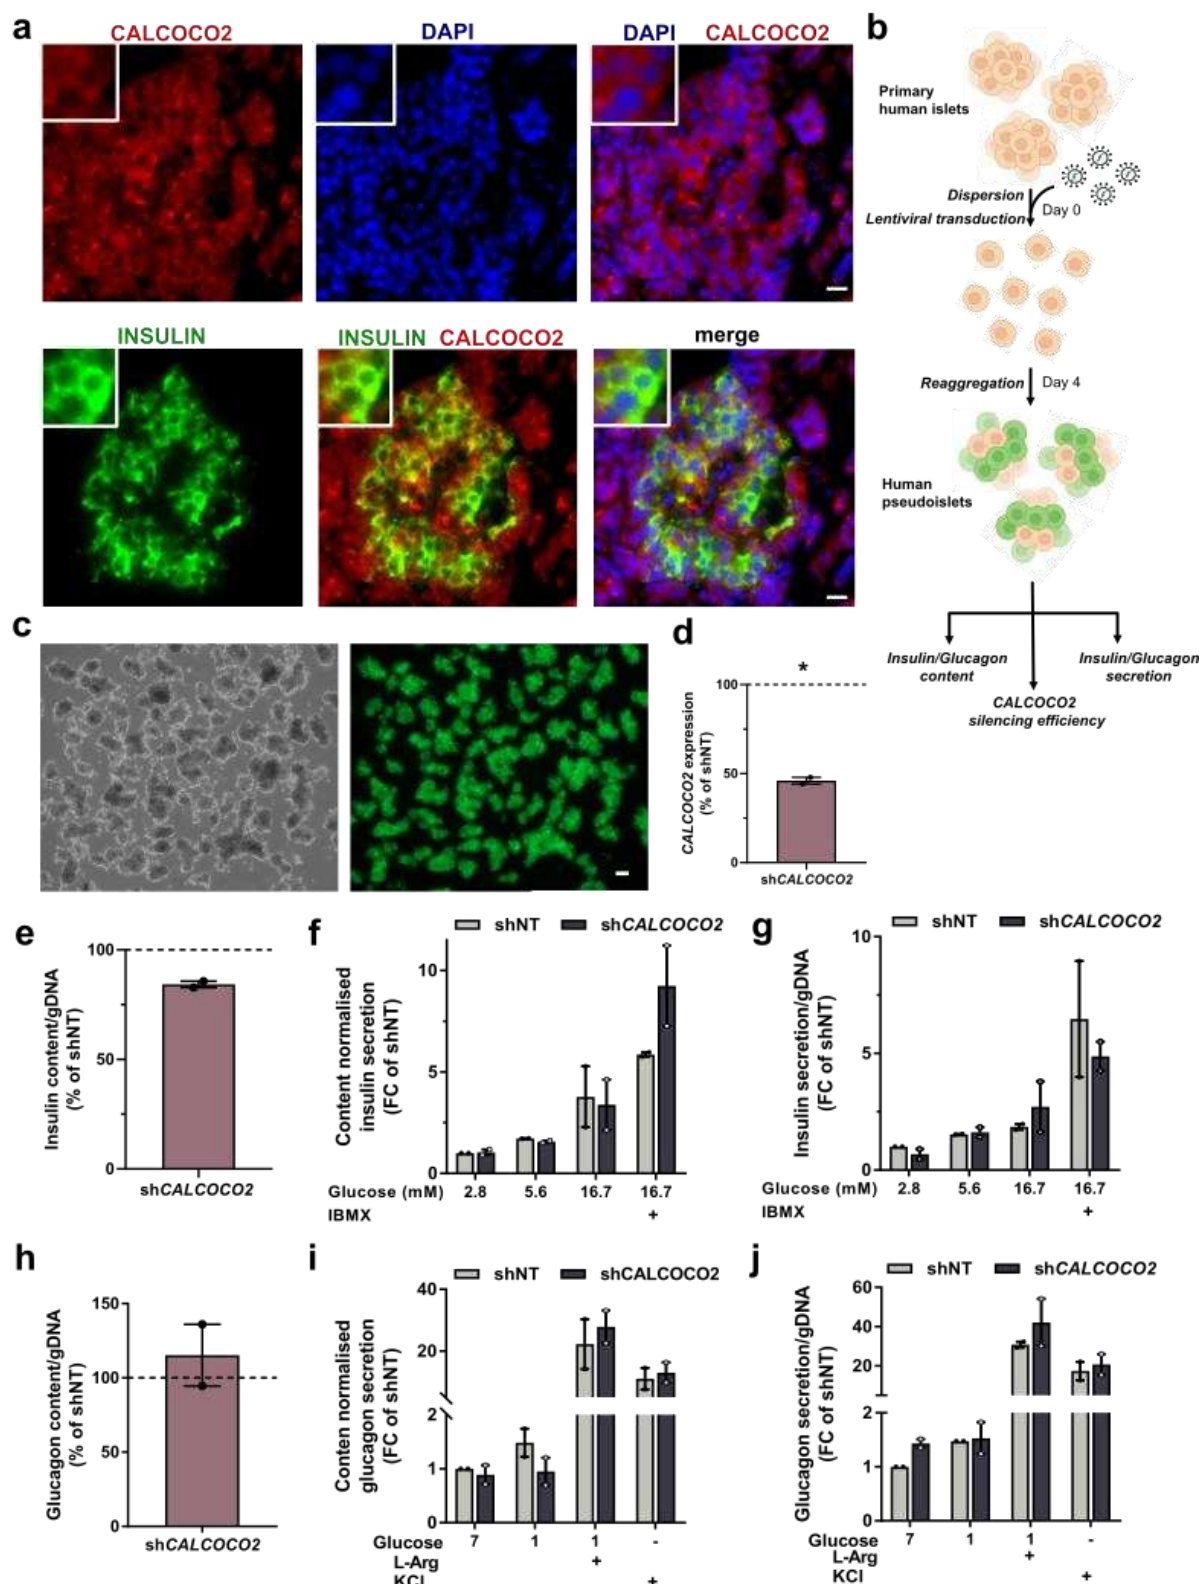 a
CALCOCO2
DAPI
DAPI CALCOCO2
INSULIN
INSULIN CALCOCO2
merge
b
Primary
human islets
Dispersion
Lentiviral transduction
Day 0
Reaggregation
Day 4
Human
pseudoislets
Insulin/Glucagon
content
CALCOCO2
silencing efficiency
Insulin/Glucagon
secretion
c
d
*
CALCOCO2 expression
(% of shNT)
100
50
0
shCALCOCO2
e
Insulin content/gDNA
(% of shNT)
100
50
0
shCALCOCO2
f
shNT shCALCOCO2
Content normalised
insulin secretion
(FC of shNT)
10
5
0
Glucose (mM) 2.8 5.6 16.7 16.7
IBMX +
g
shNT shCALCOCO2
Insulin secretion/gDNA
(FC of shNT)
10
5
0
Glucose (mM) 2.8 5.6 16.7 16.7
IBMX +
h
Glucagon content/gDNA
(% of shNT)
150
100
50
0
shCALCOCO2
i
shNT shCALCOCO2
Conten normalised
glucagon secretion
(FC of shNT)
40
20
2
1
0
Glucose 7 1 1 -
L-Arg +
KCl +
j
shNT shCALCOCO2
Glucagon secretion/gDNA
(FC of shNT)
60
40
20
2
1
0
Glucose 7 1 1 -
L-Arg +
KCl +